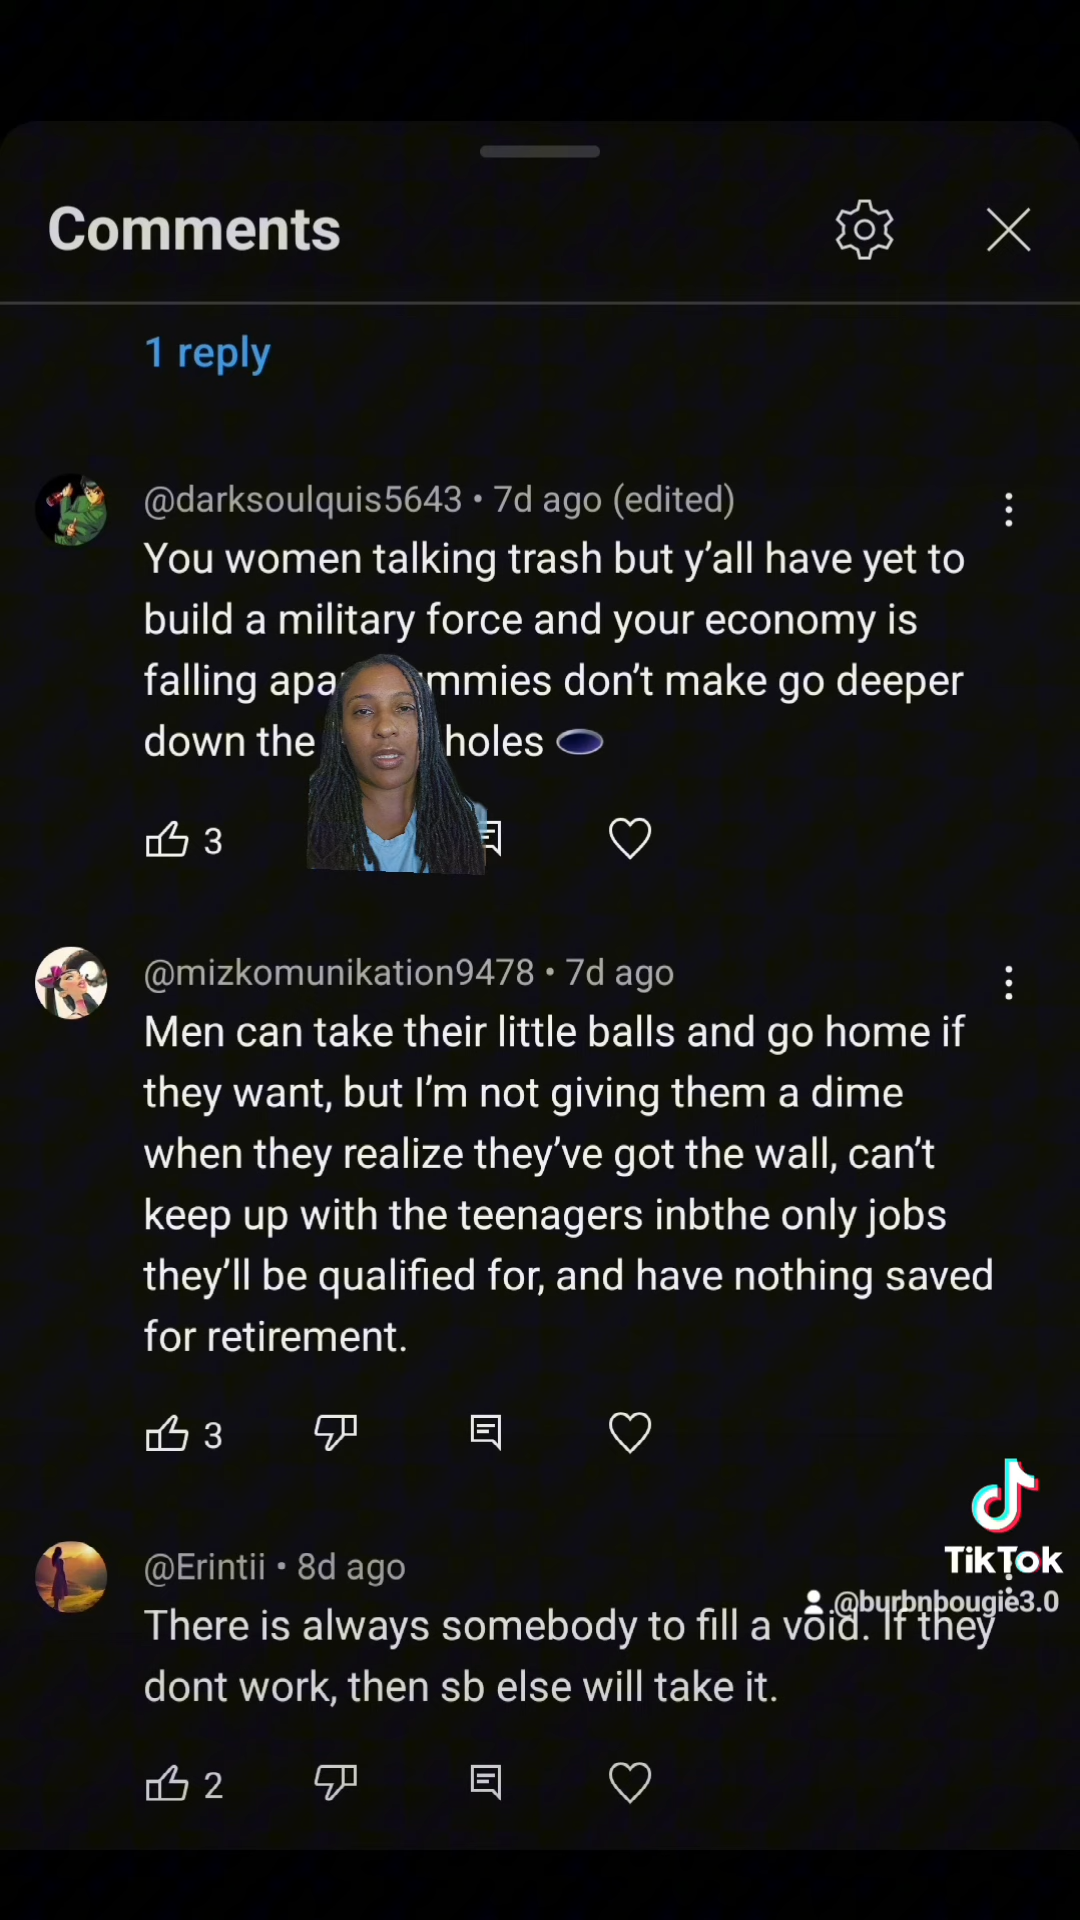 Comments
1 reply
@darksoulquis5643 • 7d ago (edited)
You women talking trash but y’all have yet to
build a military force and your economy is
falling don’t make go deeper
down the holes
3
@mizkomunikation9478 • 7d ago
Men can take their little balls and go home if
they want, but I’m not giving them a dime
when they realize they’ve got the wall, can’t
keep up with the teenagers inbthe only jobs
they’ll be qualified for, and have nothing saved
for retirement.
3
@Erintii • 8d ago
There is always somebody to fill a void. If they
dont work, then sb else will take it.
2
TikTok
@burbnbougie3.0